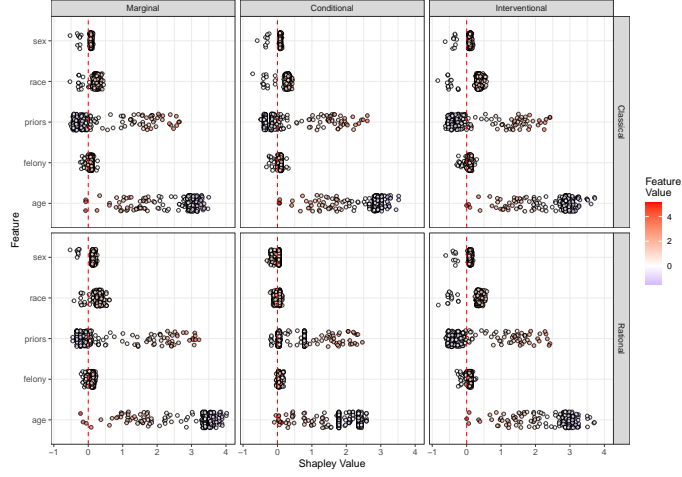 Marginal
Conditional
Interventional
sex
race
priors
felony
age
Classical
sex
race
priors
felony
age
Rational
Feature
−1 0 1 2 3 4
−1 0 1 2 3 4
−1 0 1 2 3 4
Shapley Value
Feature
Value
4
2
0